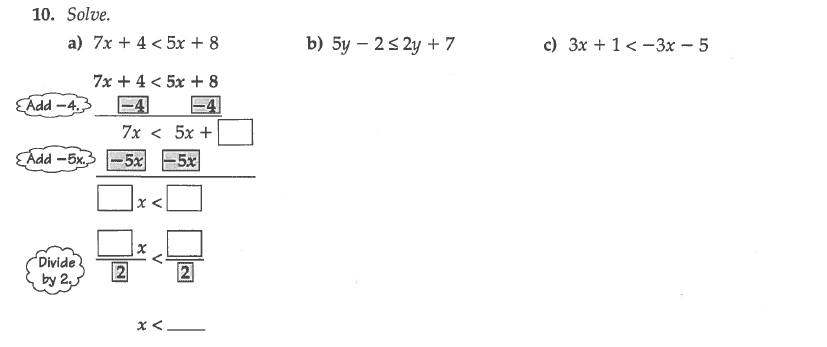 10. Solve.
a) 7x + 4 < 5x + 8
b) 5y − 2 ≤ 2y + 7
c) 3x + 1 < −3x − 5
7x + 4 < 5x + 8
Add −4. −4 −4
7x < 5x + □
Add −5x. −5x −5x
□ x < □
□ x < □
Divide by 2. 2 2
x < ____